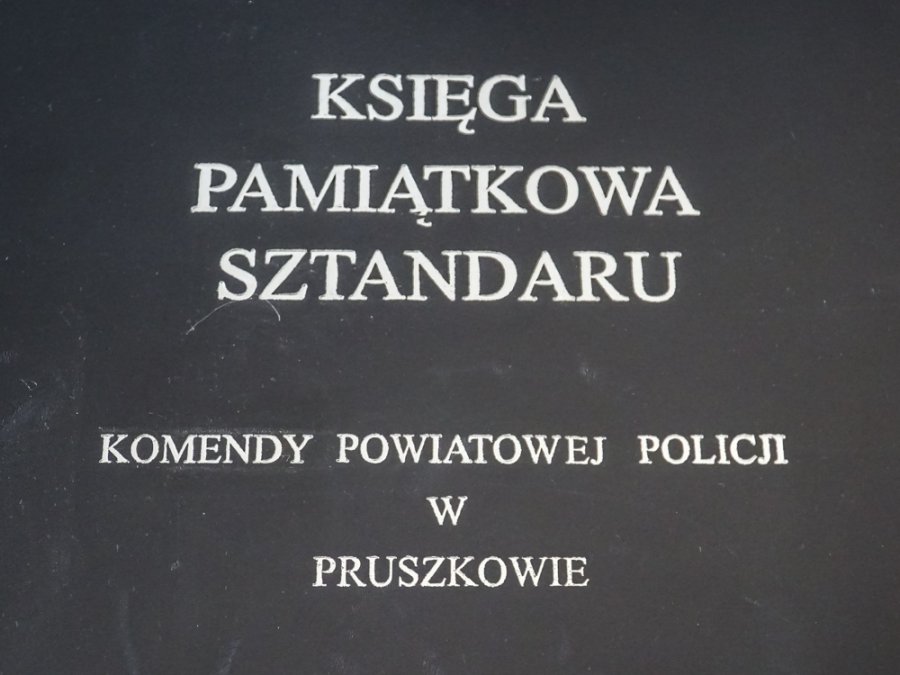 KSIĘGA
PAMIĄTKOWA
SZTANDARU
KOMENDY POWIATOWEJ POLICJI
W
PRUSZKOWIE